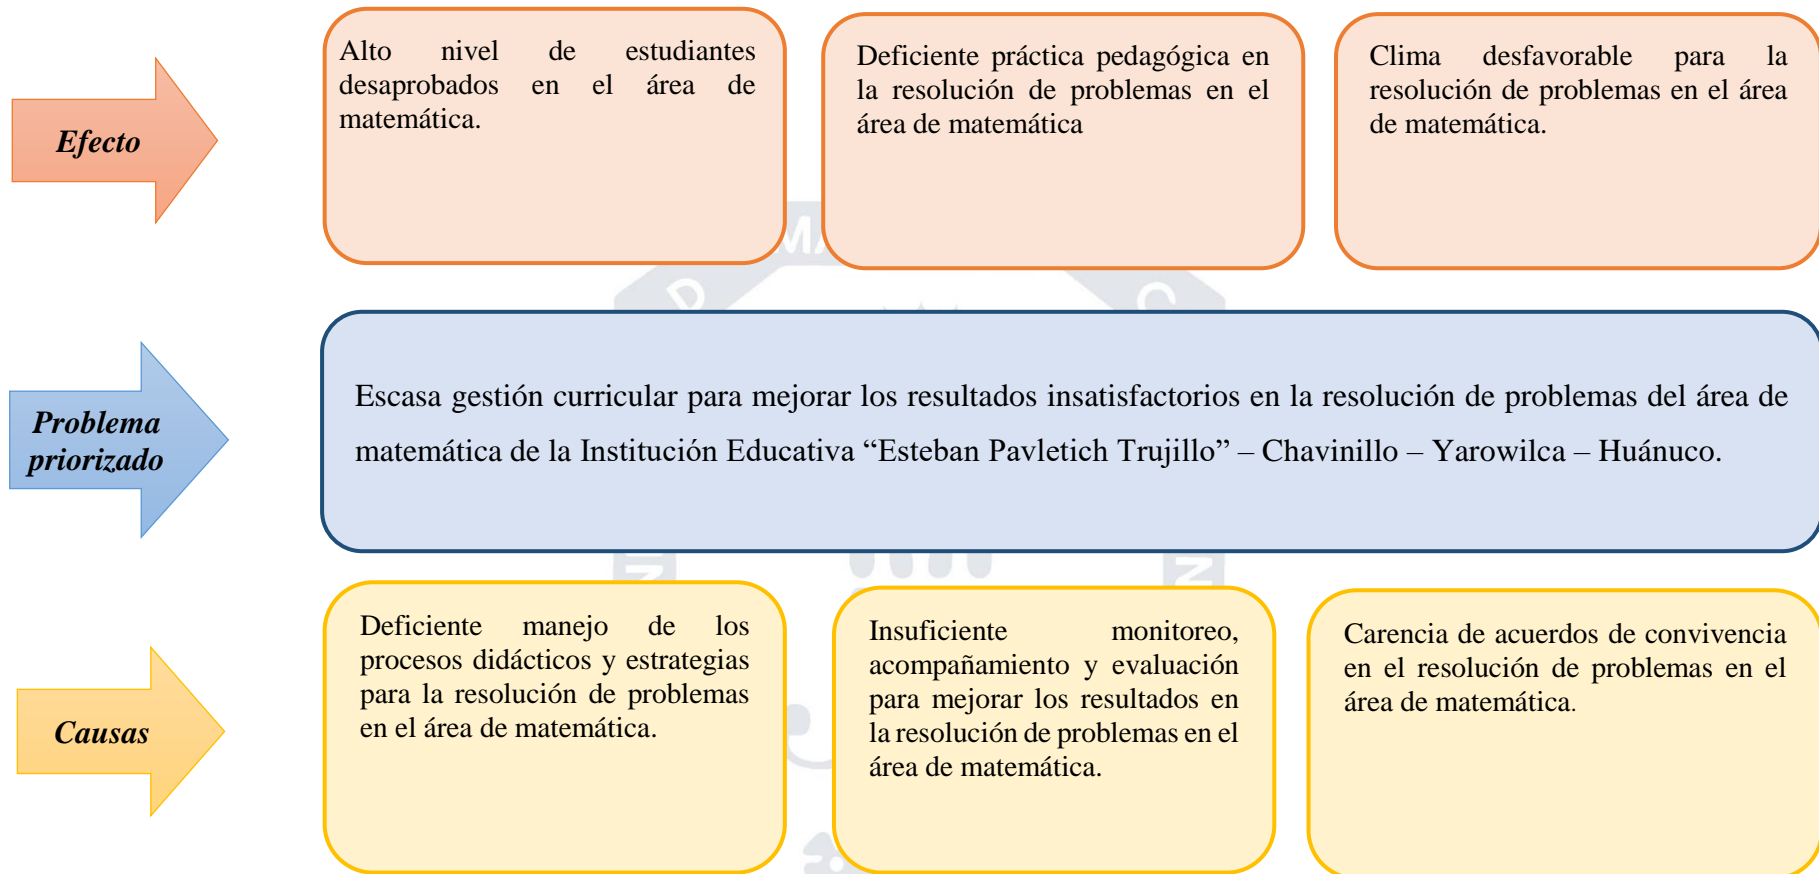 Efecto
Alto nivel de estudiantes
desaprobados en el área de
matemática.
Deficiente práctica pedagógica en
la resolución de problemas en el
área de matemática
Clima desfavorable para la
resolución de problemas en el área
de matemática.
Problema
priorizado
Escasa gestión curricular para mejorar los resultados insatisfactorios en la resolución de problemas del área de
matemática de la Institución Educativa “Esteban Pavletich Trujillo” – Chavinillo – Yarowilca – Huánuco.
Causas
Deficiente manejo de los
procesos didácticos y estrategias
para la resolución de problemas
en el área de matemática.
Insuficiente monitoreo,
acompañamiento y evaluación
para mejorar los resultados en
la resolución de problemas en el
área de matemática.
Carencia de acuerdos de convivencia
en el resolución de problemas en el
área de matemática.